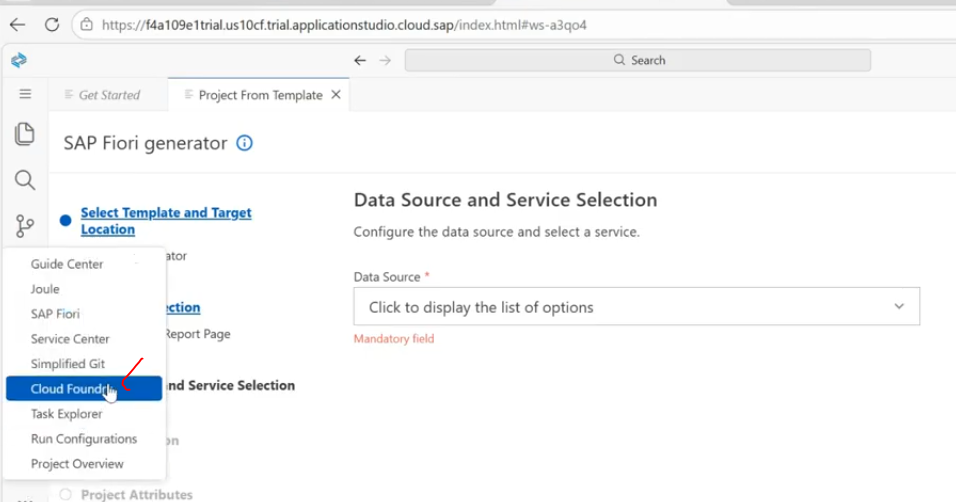 https://f4a109e1trial.us10cf.trial.applicationstudio.cloud.sap/index.html#ws-a3qo4
Search
Get Started
Project From Template
SAP Fiori generator
Select Template and Target
Location
ator
ection
Report Page
nd Service Selection
on
Project Attributes
Guide Center
Joule
SAP Fiori
Service Center
Simplified Git
Cloud Foundry
Task Explorer
Run Configurations
Project Overview
Data Source and Service Selection
Configure the data source and select a service.
Data Source *
Click to display the list of options
Mandatory field